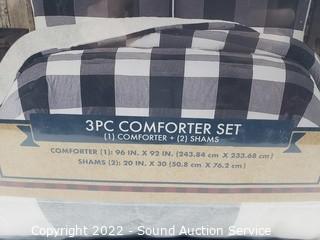 3PC COMFORTER SET
(1) COMFORTER + (2) SHAMS
COMFORTER (1): 96 IN. X 92 IN. (243.84 cm X 233.68 cm)
SHAMS (2): 20 IN. X 30 (50.8 cm X 76.2 cm)
Copyright 2022 - Sound Auction Service